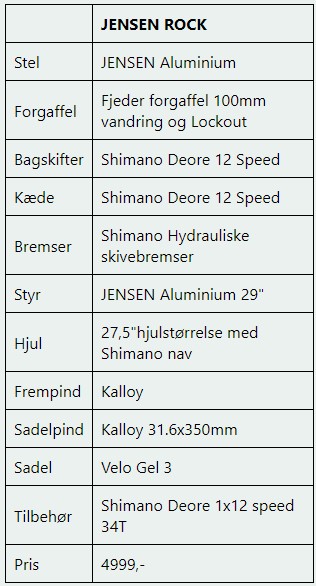 JENSEN ROCK
Stel JENSEN Aluminium
Forgaffel Fjeder forgaffel 100mm
vandring og Lockout
Bagskifter Shimano Deore 12 Speed
Kæde Shimano Deore 12 Speed
Bremser Shimano Hydrauliske
skivebremser
Styr JENSEN Aluminium 29"
Hjul 27,5"hjulstørrelse med
Shimano nav
Frempind Kalloy
Sadelpind Kalloy 31.6x350mm
Sadel Velo Gel 3
Tilbehør Shimano Deore 1x12 speed
34T
Pris 4999,-